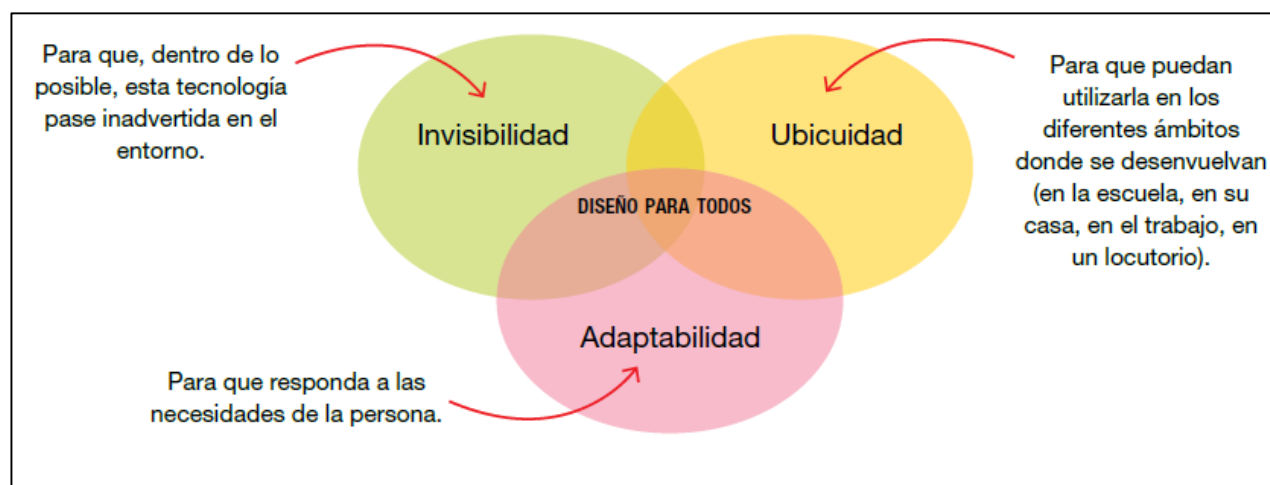 Para que, dentro de lo
posible, esta tecnología
pase inadvertida en el
entorno.
Invisibilidad
Ubicuidad
Para que puedan
utilizarla en los
diferentes ámbitos
donde se desenvuelvan
(en la escuela, en su
casa, en el trabajo, en
un locutorio).
DISEÑO PARA TODOS
Adaptabilidad
Para que responda a las
necesidades de la persona.